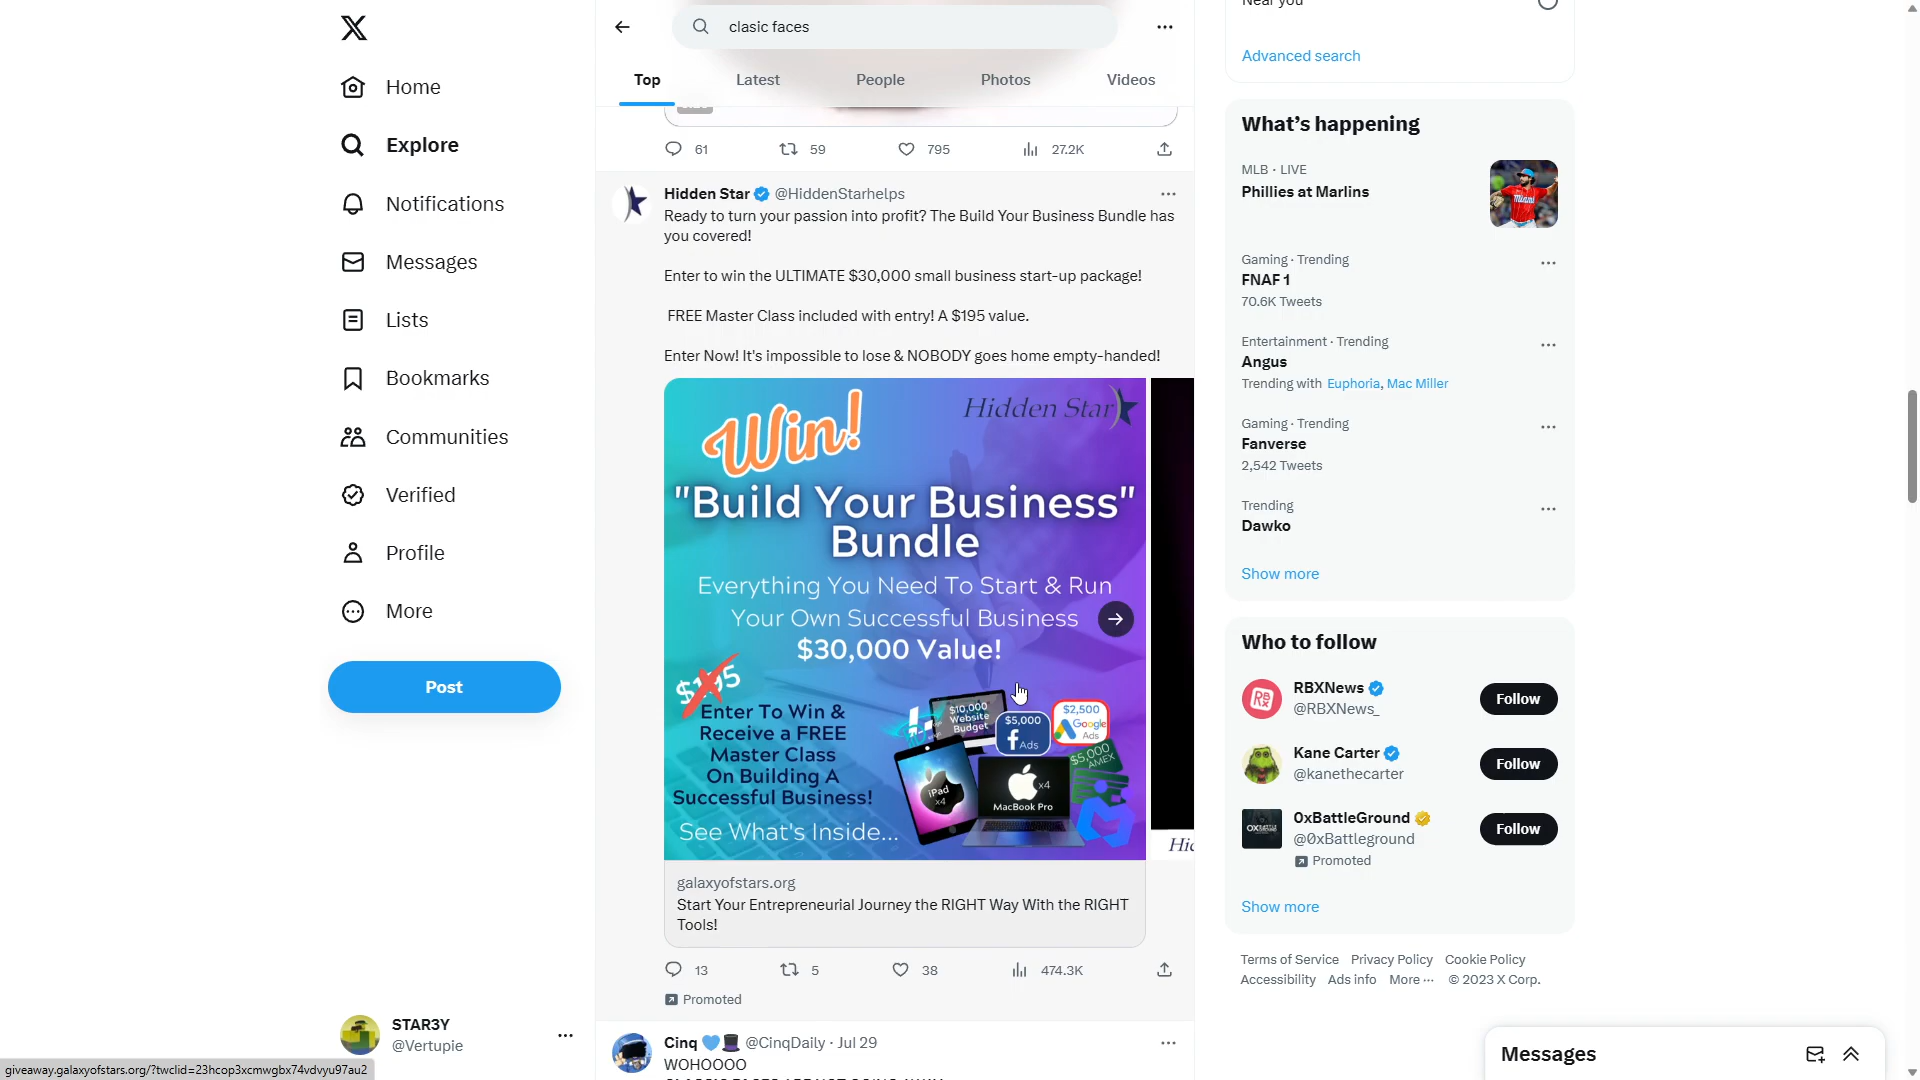 Home
Explore
Notifications
Messages
Lists
Bookmarks
Communities
Verified
Profile
More
Post
STAR3Y
@Vertupie
giveaway.galaxyofstars.org/?twclid=23hcop3xcmwgbx74vdvyu97au2
clasic faces
Top
Latest
People
Photos
Videos
61
59
795
27.2K
Hidden Star @HiddenStarhelps
Ready to turn your passion into profit? The Build Your Business Bundle has
you covered!
Enter to win the ULTIMATE $30,000 small business start-up package!
FREE Master Class included with entry! A $195 value.
Enter Now! It's impossible to lose & NOBODY goes home empty-handed!
Win!
Hidden Star
"Build Your Business"
Bundle
Everything You Need To Start & Run
Your Own Successful Business
$30,000 Value!
$195
Enter To Win &
Receive a FREE
Master Class
On Building A
Successful Business!
See What's Inside...
$10,000
Website
Budget
$5,000
Ads
$2,500
Google
Ads
$5,000
AMEX
iPad
x4
x4
MacBook Pro
galaxyofstars.org
Start Your Entrepreneurial Journey the RIGHT Way With the RIGHT
Tools!
13
5
38
474.3K
Promoted
Cinq @CinqDaily · Jul 29
WOHOOOO
Near you
Advanced search
What's happening
MLB · LIVE
Phillies at Marlins
Gaming · Trending
FNAF 1
70.6K Tweets
Entertainment · Trending
Angus
Trending with Euphoria, Mac Miller
Gaming · Trending
Fanverse
2,542 Tweets
Trending
Dawko
Show more
Who to follow
RBXNews
@RBXNews_
Follow
Kane Carter
@kanethecarter
Follow
0xBattleGround
@0xBattleground
Promoted
Follow
Show more
Terms of Service Privacy Policy Cookie Policy
Accessibility Ads info More ··· © 2023 X Corp.
Messages